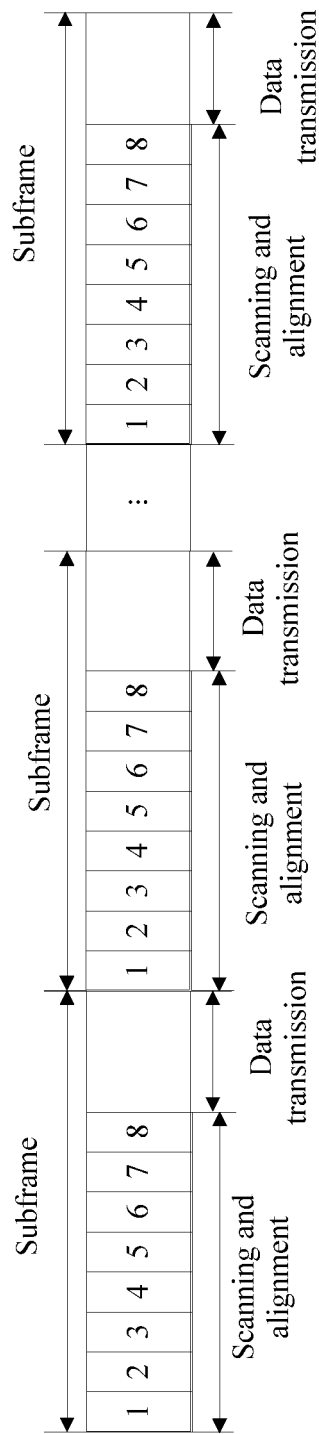 Subframe
Subframe
Subframe
1 2 3 4 5 6 7 8
1 2 3 4 5 6 7 8
...
1 2 3 4 5 6 7 8
Scanning and
alignment
Data
transmission
Scanning and
alignment
Data
transmission
Scanning and
alignment
Data
transmission